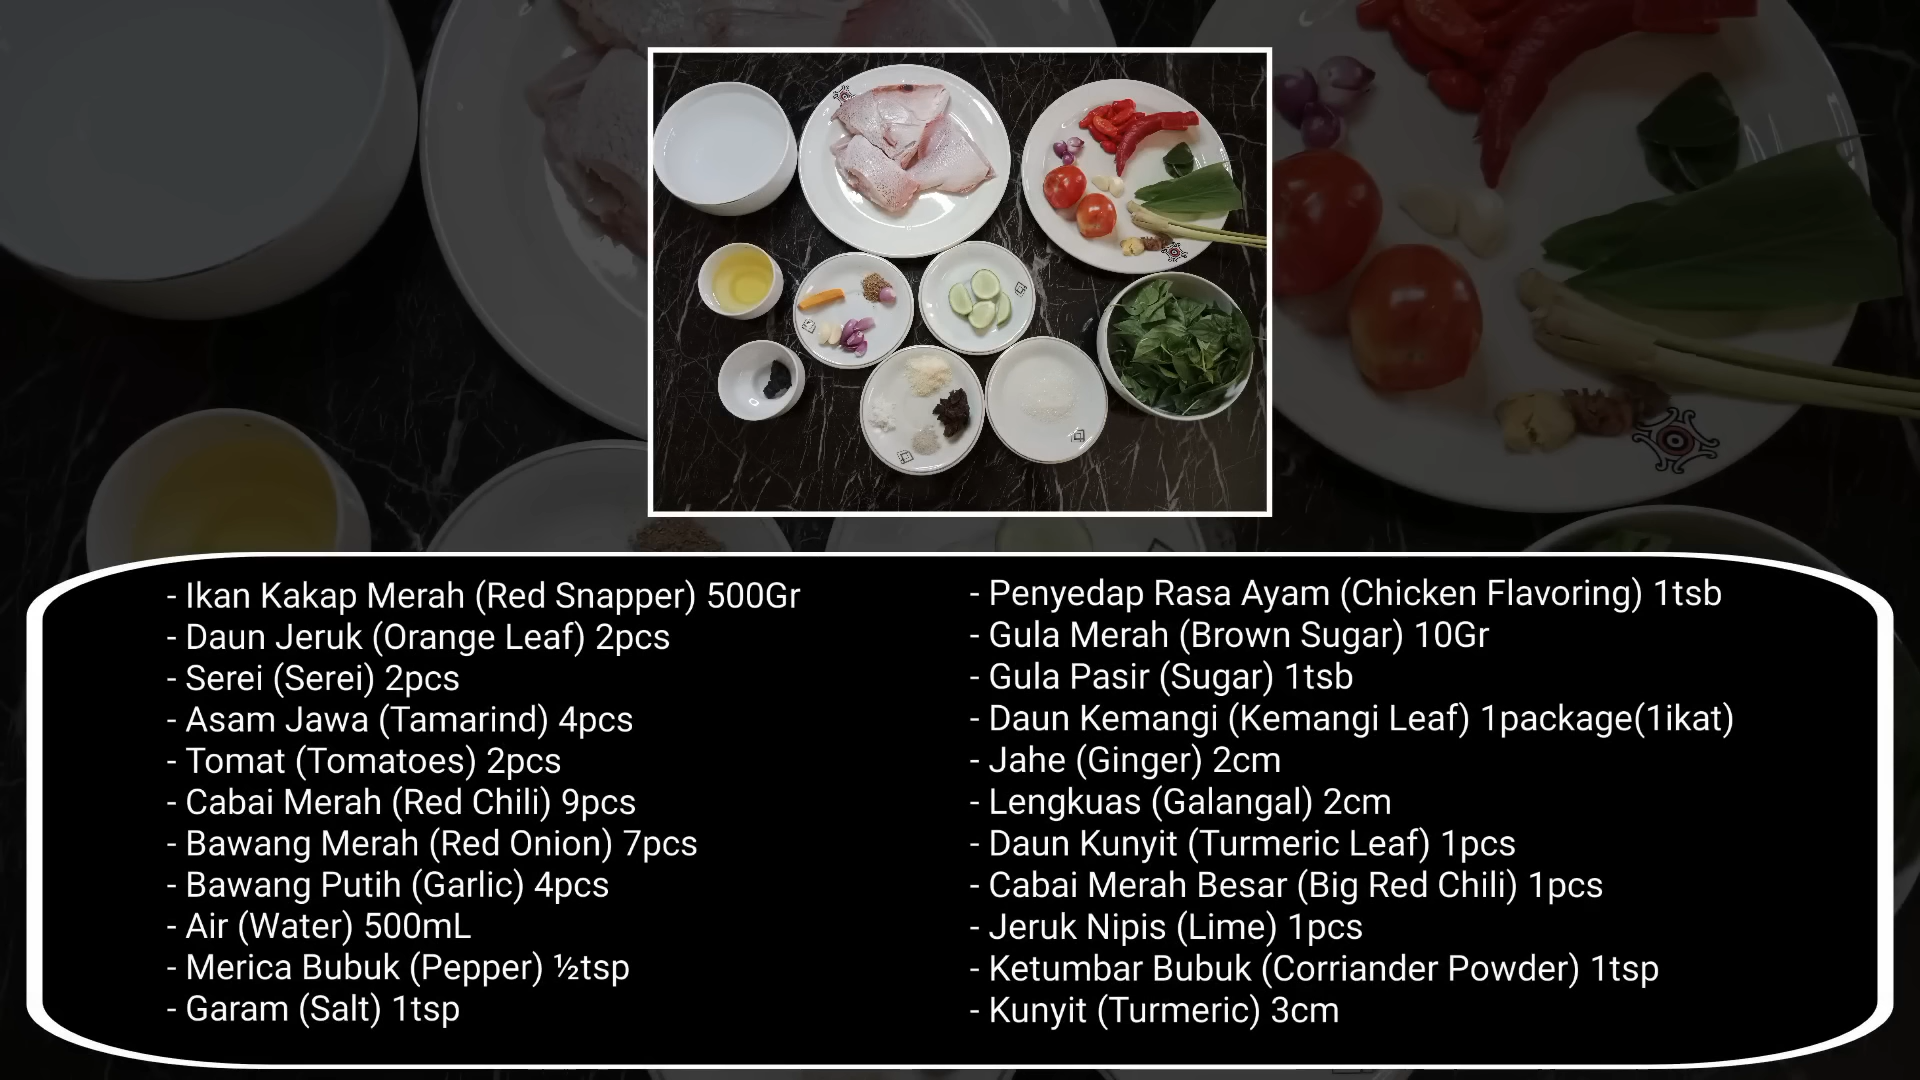 - Ikan Kakap Merah (Red Snapper) 500Gr
- Daun Jeruk (Orange Leaf) 2pcs
- Serei (Serei) 2pcs
- Asam Jawa (Tamarind) 4pcs
- Tomat (Tomatoes) 2pcs
- Cabai Merah (Red Chili) 9pcs
- Bawang Merah (Red Onion) 7pcs
- Bawang Putih (Garlic) 4pcs
- Air (Water) 500mL
- Merica Bubuk (Pepper) ½tsp
- Garam (Salt) 1tsp
- Penyedap Rasa Ayam (Chicken Flavoring) 1tsb
- Gula Merah (Brown Sugar) 10Gr
- Gula Pasir (Sugar) 1tsb
- Daun Kemangi (Kemangi Leaf) 1package(1ikat)
- Jahe (Ginger) 2cm
- Lengkuas (Galangal) 2cm
- Daun Kunyit (Turmeric Leaf) 1pcs
- Cabai Merah Besar (Big Red Chili) 1pcs
- Jeruk Nipis (Lime) 1pcs
- Ketumbar Bubuk (Corriander Powder) 1tsp
- Kunyit (Turmeric) 3cm